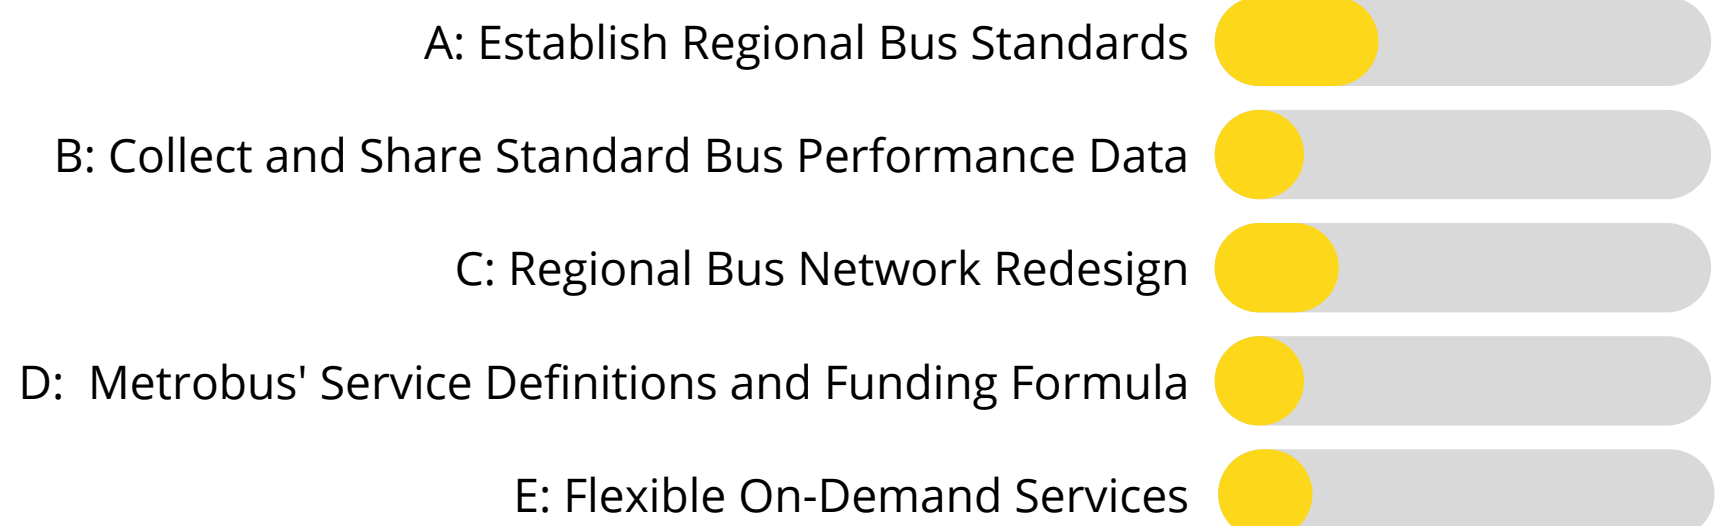 A: Establish Regional Bus Standards
B: Collect and Share Standard Bus Performance Data
C: Regional Bus Network Redesign
D:  Metrobus' Service Definitions and Funding Formula
E: Flexible On-Demand Services